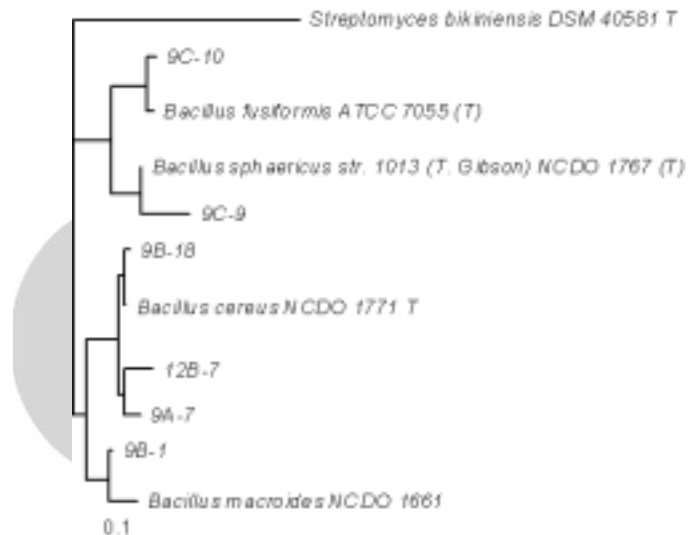 Streptomyces bikiniensis DSM 40581 T
9C-10
Bacillus fusiformis ATCC 7055 (T)
Bacillus sphaericus str. 1013 (T. Gibson) NCDO 1767 (T)
9C-9
9B-18
Bacillus cereus NCDO 1771 T
12B-7
9A-7
9B-1
Bacillus macroides NCDO 1661
0.1